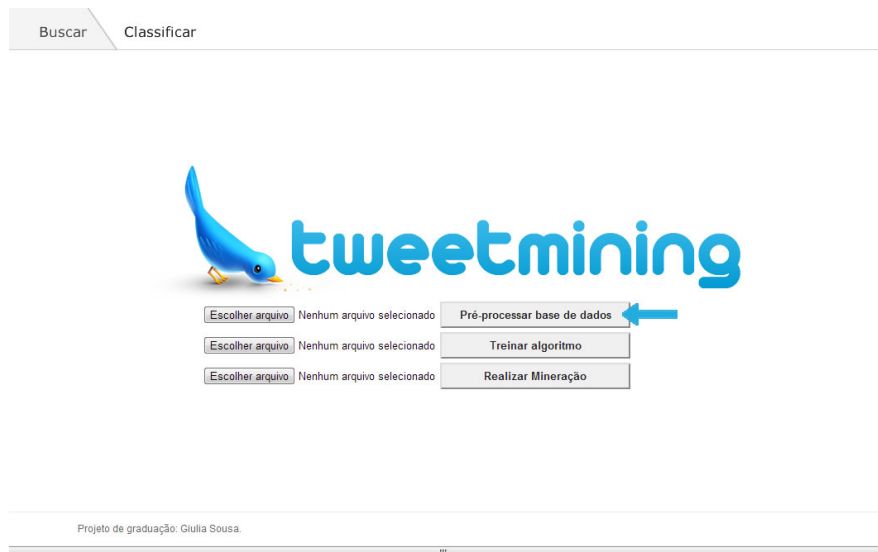 Buscar Classificar
tweetmining
Escolher arquivo Nenhum arquivo selecionado Pré-processar base de dados
Escolher arquivo Nenhum arquivo selecionado Treinar algoritmo
Escolher arquivo Nenhum arquivo selecionado Realizar Mineração
Projeto de graduação: Giulia Sousa.